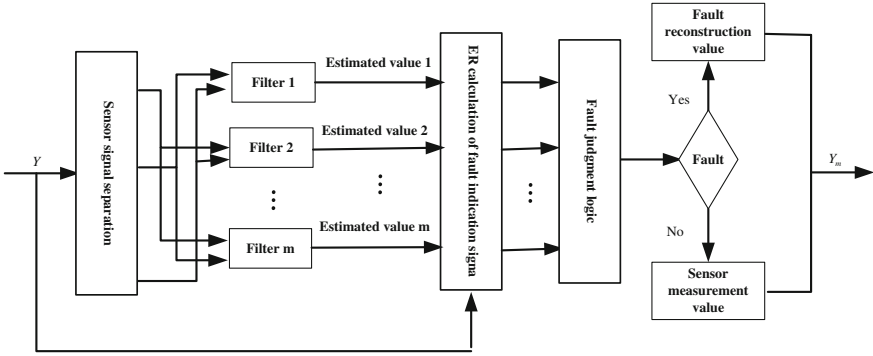 Y
Sensor signal separation
Filter 1
Filter 2
Filter m
Estimated value 1
Estimated value 2
Estimated value m
ER calculation of fault indication signa
Fault judgment logic
Fault
reconstruction
value
Yes
Fault
No
Sensor
measurement
value
Ym